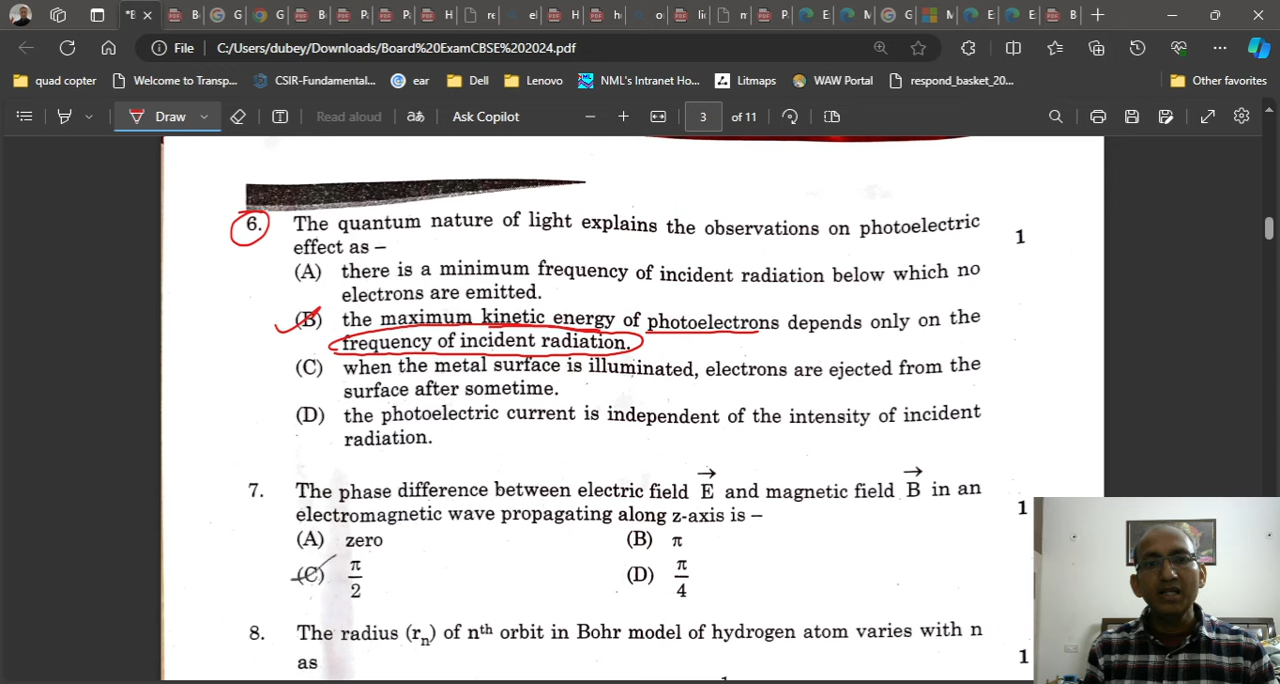 B
G
G
B
P
P
H
re
e
H
h
o
li
n
P.
E
M
G
M
E
E
B
File C:/Users/dubey/Downloads/Board%20ExamCBSE%202024.pdf
quad copter Welcome to Transp... CSIR-Fundamental... ear Dell Lenovo NML's Intranet Ho... Litmaps WAW Portal respond_basket_20... Other favorites
Draw Read aloud aあ Ask Copilot 3 of 11
6. The quantum nature of light explains the observations on photoelectric 1
effect as –
(A) there is a minimum frequency of incident radiation below which no
electrons are emitted.
(B) the maximum kinetic energy of photoelectrons depends only on the
frequency of incident radiation.
(C) when the metal surface is illuminated, electrons are ejected from the
surface after sometime.
(D) the photoelectric current is independent of the intensity of incident
radiation.
7. The phase difference between electric field E⃗ and magnetic field B⃗ in an 1
electromagnetic wave propagating along z-axis is –
(A) zero (B) π
(C) π/2 (D) π/4
8. The radius (rₙ) of nᵗʰ orbit in Bohr model of hydrogen atom varies with n 1
as